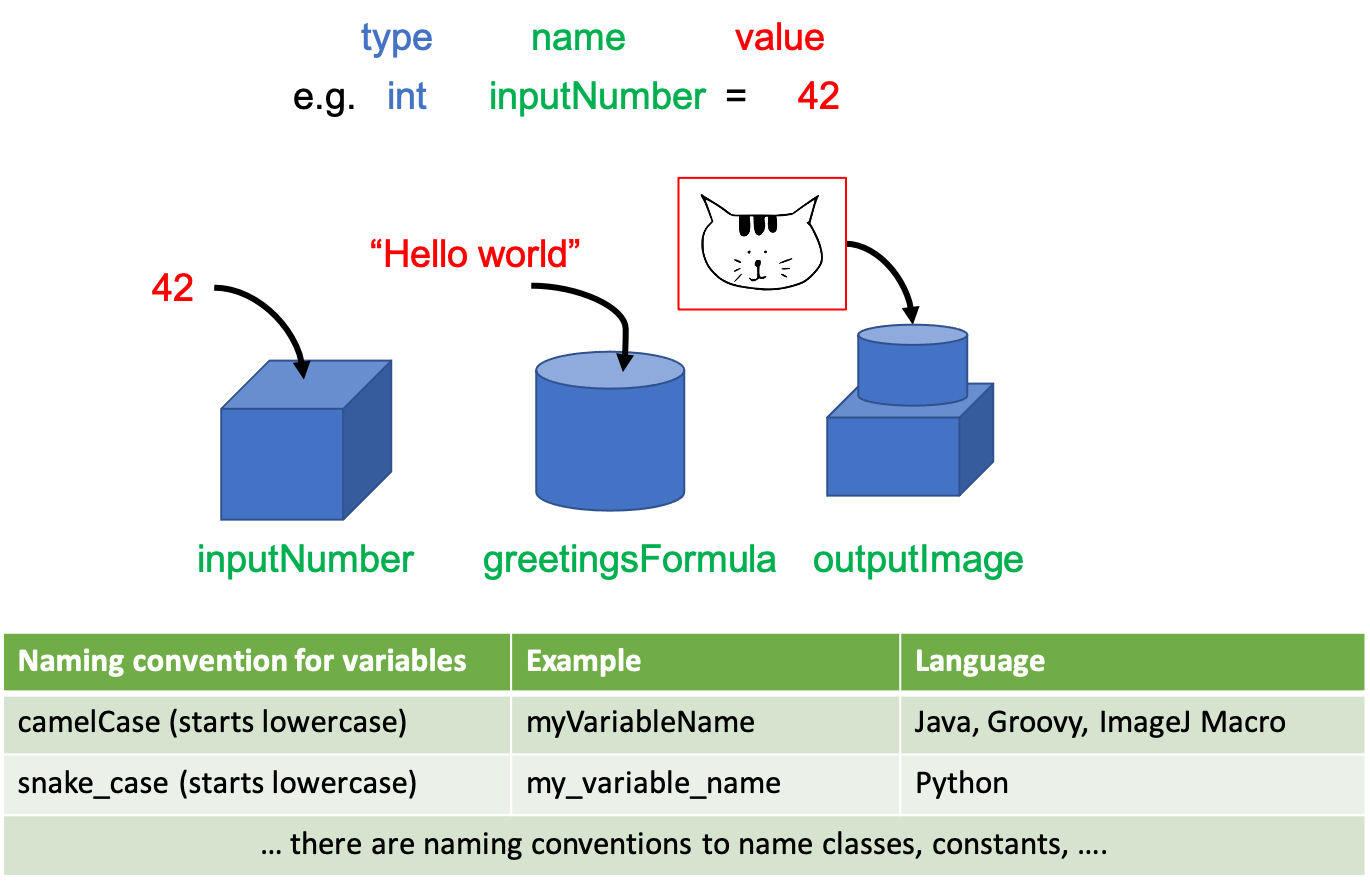 type name value
e.g. int inputNumber = 42
“Hello world”
42
inputNumber greetingsFormula outputImage
Naming convention for variables Example Language
camelCase (starts lowercase) myVariableName Java, Groovy, ImageJ Macro
snake_case (starts lowercase) my_variable_name Python
... there are naming conventions to name classes, constants, ....